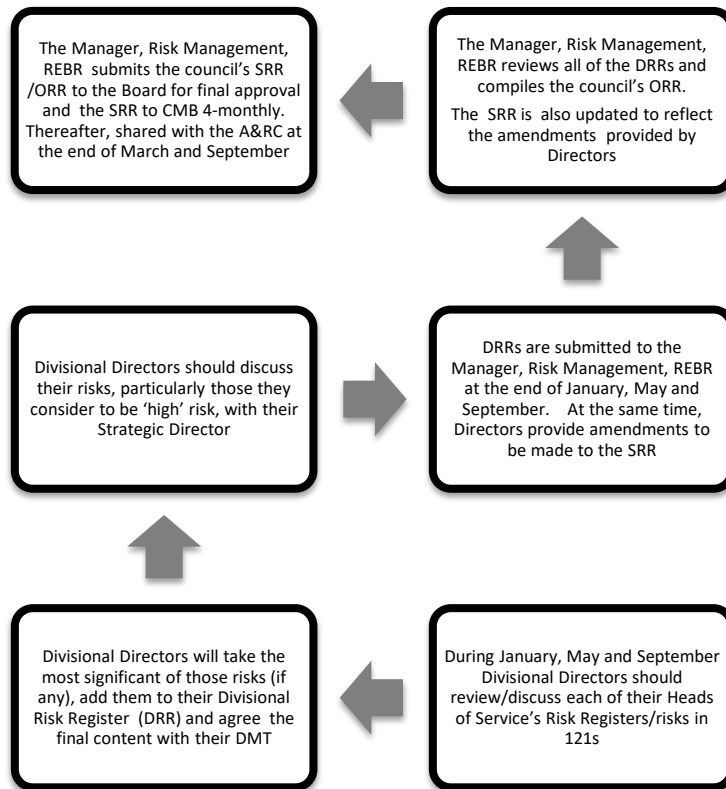 The Manager, Risk Management,
REBR submits the council’s SRR
/ORR to the Board for final approval
and the SRR to CMB 4-monthly.
Thereafter, shared with the A&RC at
the end of March and September
The Manager, Risk Management,
REBR reviews all of the DRRs and
compiles the council’s ORR.
The SRR is also updated to reflect
the amendments provided by
Directors
Divisional Directors should discuss
their risks, particularly those they
consider to be ‘high’ risk, with their
Strategic Director
DRRs are submitted to the
Manager, Risk Management, REBR
at the end of January, May and
September. At the same time,
Directors provide amendments to
be made to the SRR
Divisional Directors will take the
most significant of those risks (if
any), add them to their Divisional
Risk Register (DRR) and agree the
final content with their DMT
During January, May and September
Divisional Directors should
review/discuss each of their Heads
of Service’s Risk Registers/risks in
121s